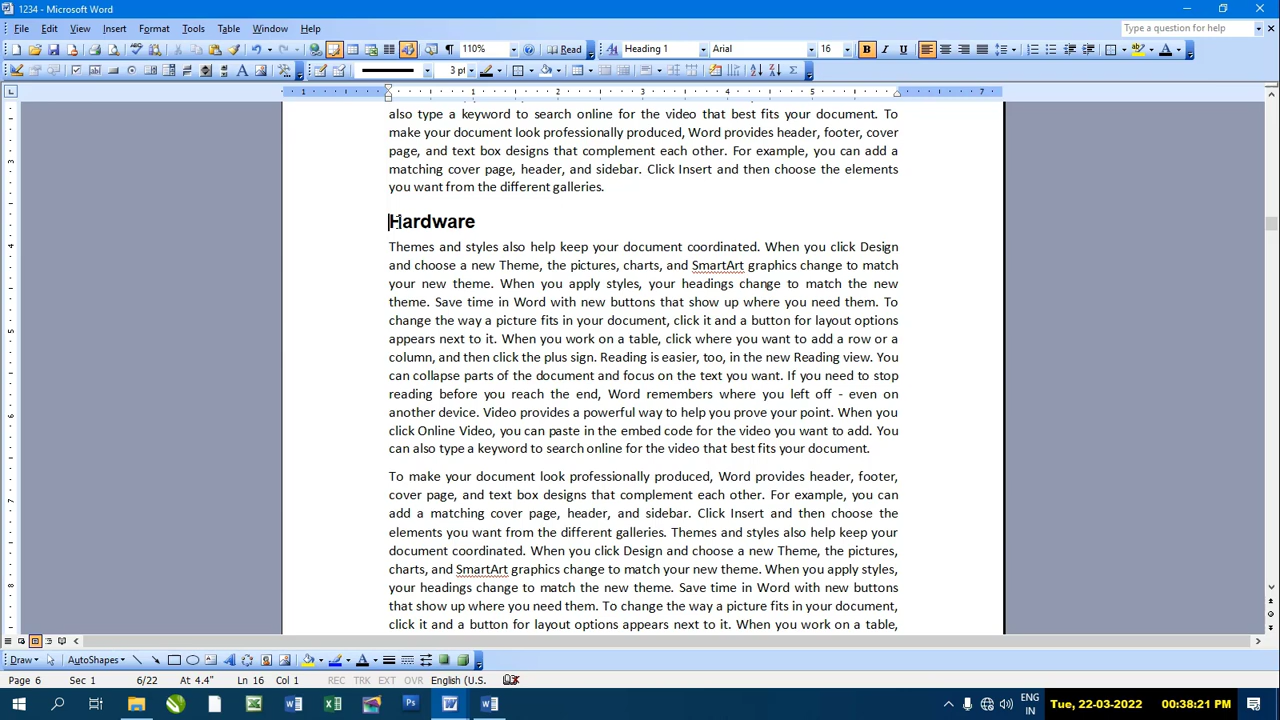 1234 - Microsoft Word
File Edit View Insert Format Tools Table Window Help Type a question for help
110% Read Heading 1 Arial 16 B I U
3 pt
1 1 2 3 4 5 7
also type a keyword to search online for the video that best fits your document. To
make your document look professionally produced, Word provides header, footer, cover
page, and text box designs that complement each other. For example, you can add a
matching cover page, header, and sidebar. Click Insert and then choose the elements
you want from the different galleries.
Hardware
Themes and styles also help keep your document coordinated. When you click Design
and choose a new Theme, the pictures, charts, and SmartArt graphics change to match
your new theme. When you apply styles, your headings change to match the new
theme. Save time in Word with new buttons that show up where you need them. To
change the way a picture fits in your document, click it and a button for layout options
appears next to it. When you work on a table, click where you want to add a row or a
column, and then click the plus sign. Reading is easier, too, in the new Reading view. You
can collapse parts of the document and focus on the text you want. If you need to stop
reading before you reach the end, Word remembers where you left off - even on
another device. Video provides a powerful way to help you prove your point. When you
click Online Video, you can paste in the embed code for the video you want to add. You
can also type a keyword to search online for the video that best fits your document.
To make your document look professionally produced, Word provides header, footer,
cover page, and text box designs that complement each other. For example, you can
add a matching cover page, header, and sidebar. Click Insert and then choose the
elements you want from the different galleries. Themes and styles also help keep your
document coordinated. When you click Design and choose a new Theme, the pictures,
charts, and SmartArt graphics change to match your new theme. When you apply styles,
your headings change to match the new theme. Save time in Word with new buttons
that show up where you need them. To change the way a picture fits in your document,
click it and a button for layout options appears next to it. When you work on a table,
Draw AutoShapes
Page 6 Sec 1 6/22 At 4.4" Ln 16 Col 1 REC TRK EXT OVR English (U.S.
ENG
IN
Tue, 22-03-2022 00:38:21 PM